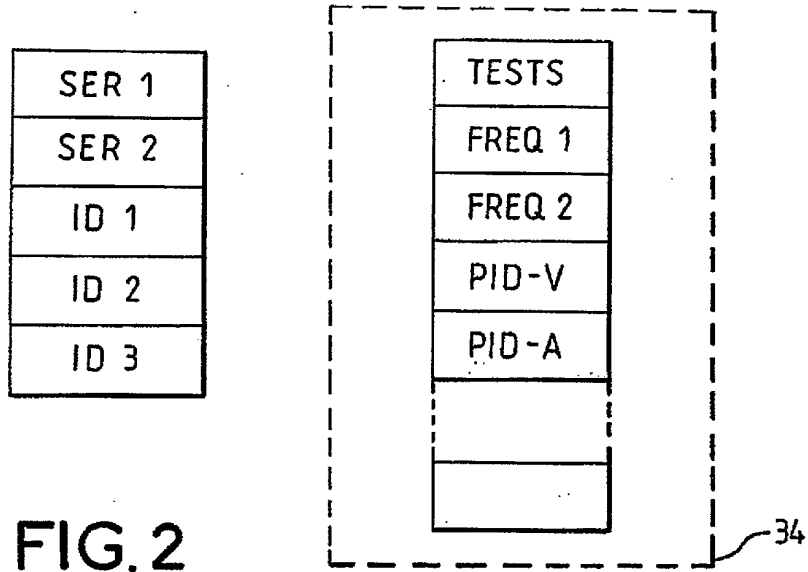 SER 1
SER 2
ID 1
ID 2
ID 3
TESTS
FREQ 1
FREQ 2
PID-V
PID-A
34
FIG. 2